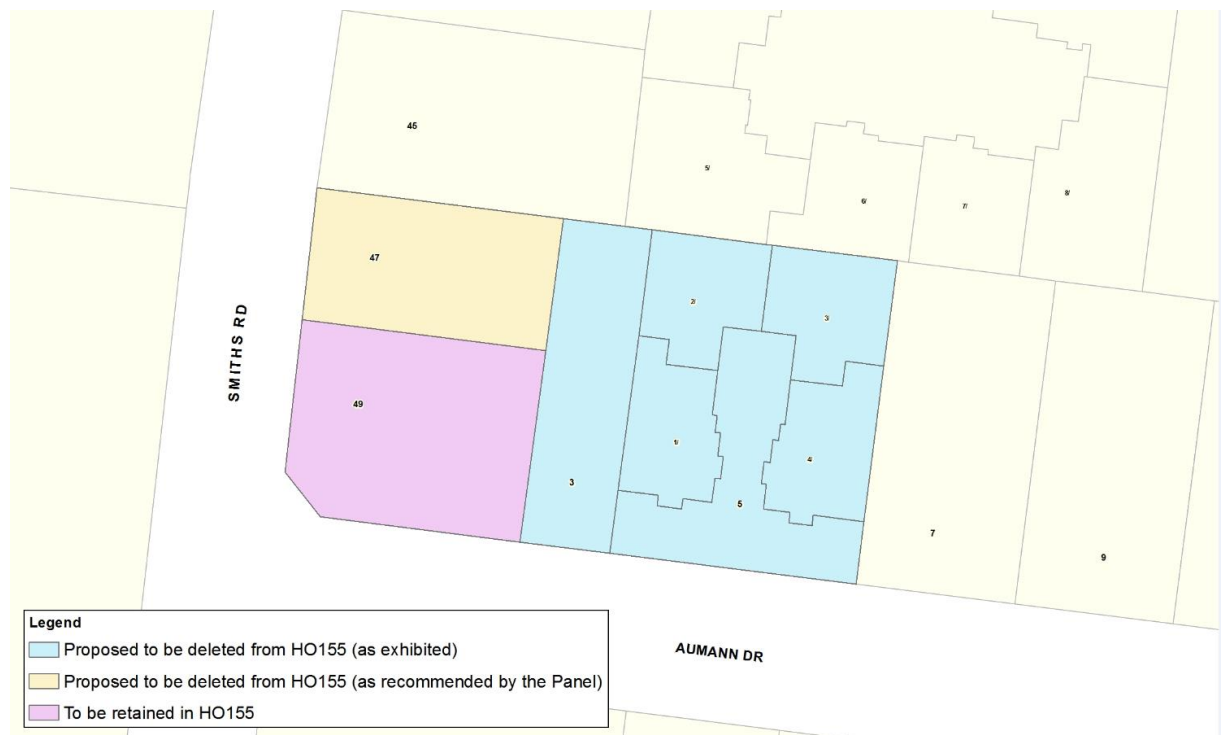 45
5/
6/
7/
8/
47
2/
3/
SMITHS RD
49
1/
4/
3
5
7
9
Legend
Proposed to be deleted from HO155 (as exhibited)
Proposed to be deleted from HO155 (as recommended by the Panel)
To be retained in HO155
AUMANN DR